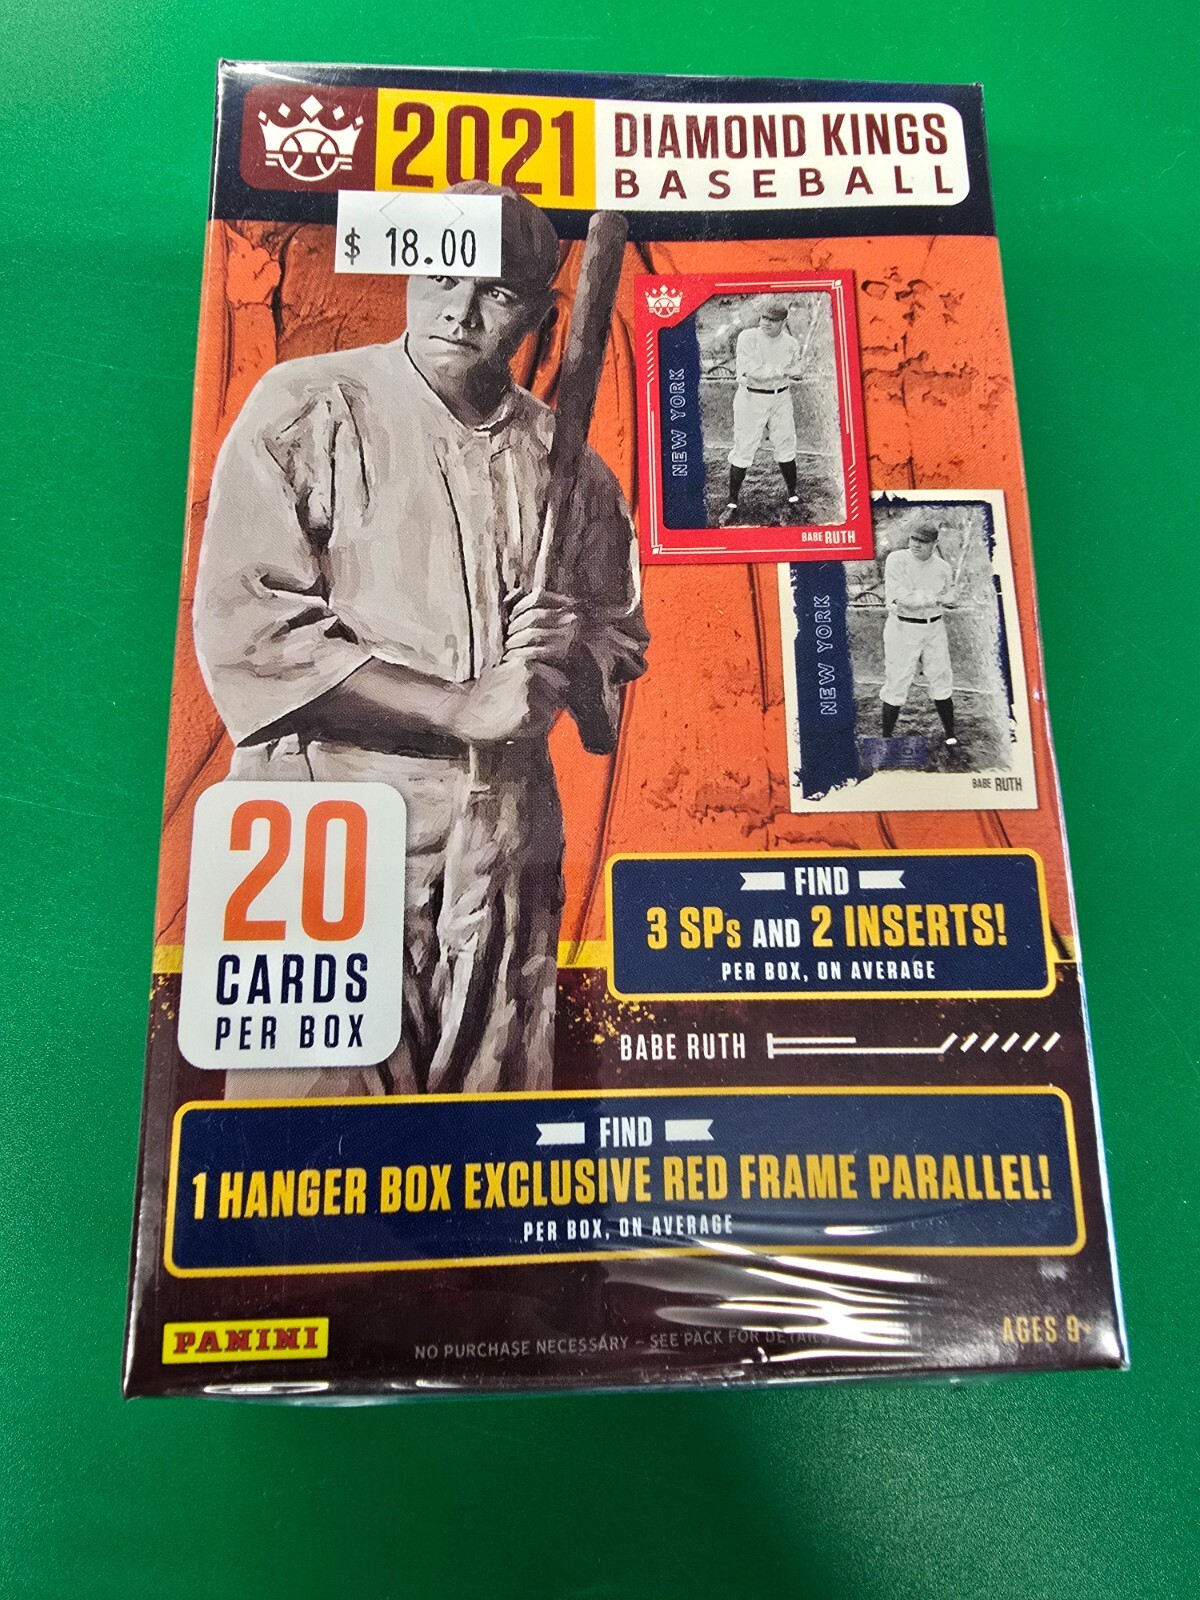 2021
DIAMOND KINGS
BASEBALL
$ 18.00
NEW YORK
BABE RUTH
NEW YORK
BABE RUTH
20
CARDS
PER BOX
FIND
3 SPs AND 2 INSERTS!
PER BOX, ON AVERAGE
BABE RUTH
FIND
1 HANGER BOX EXCLUSIVE RED FRAME PARALLEL!
PER BOX, ON AVERAGE
PANINI
NO PURCHASE NECESSARY – SEE PACK FOR DETAILS
AGES 9+